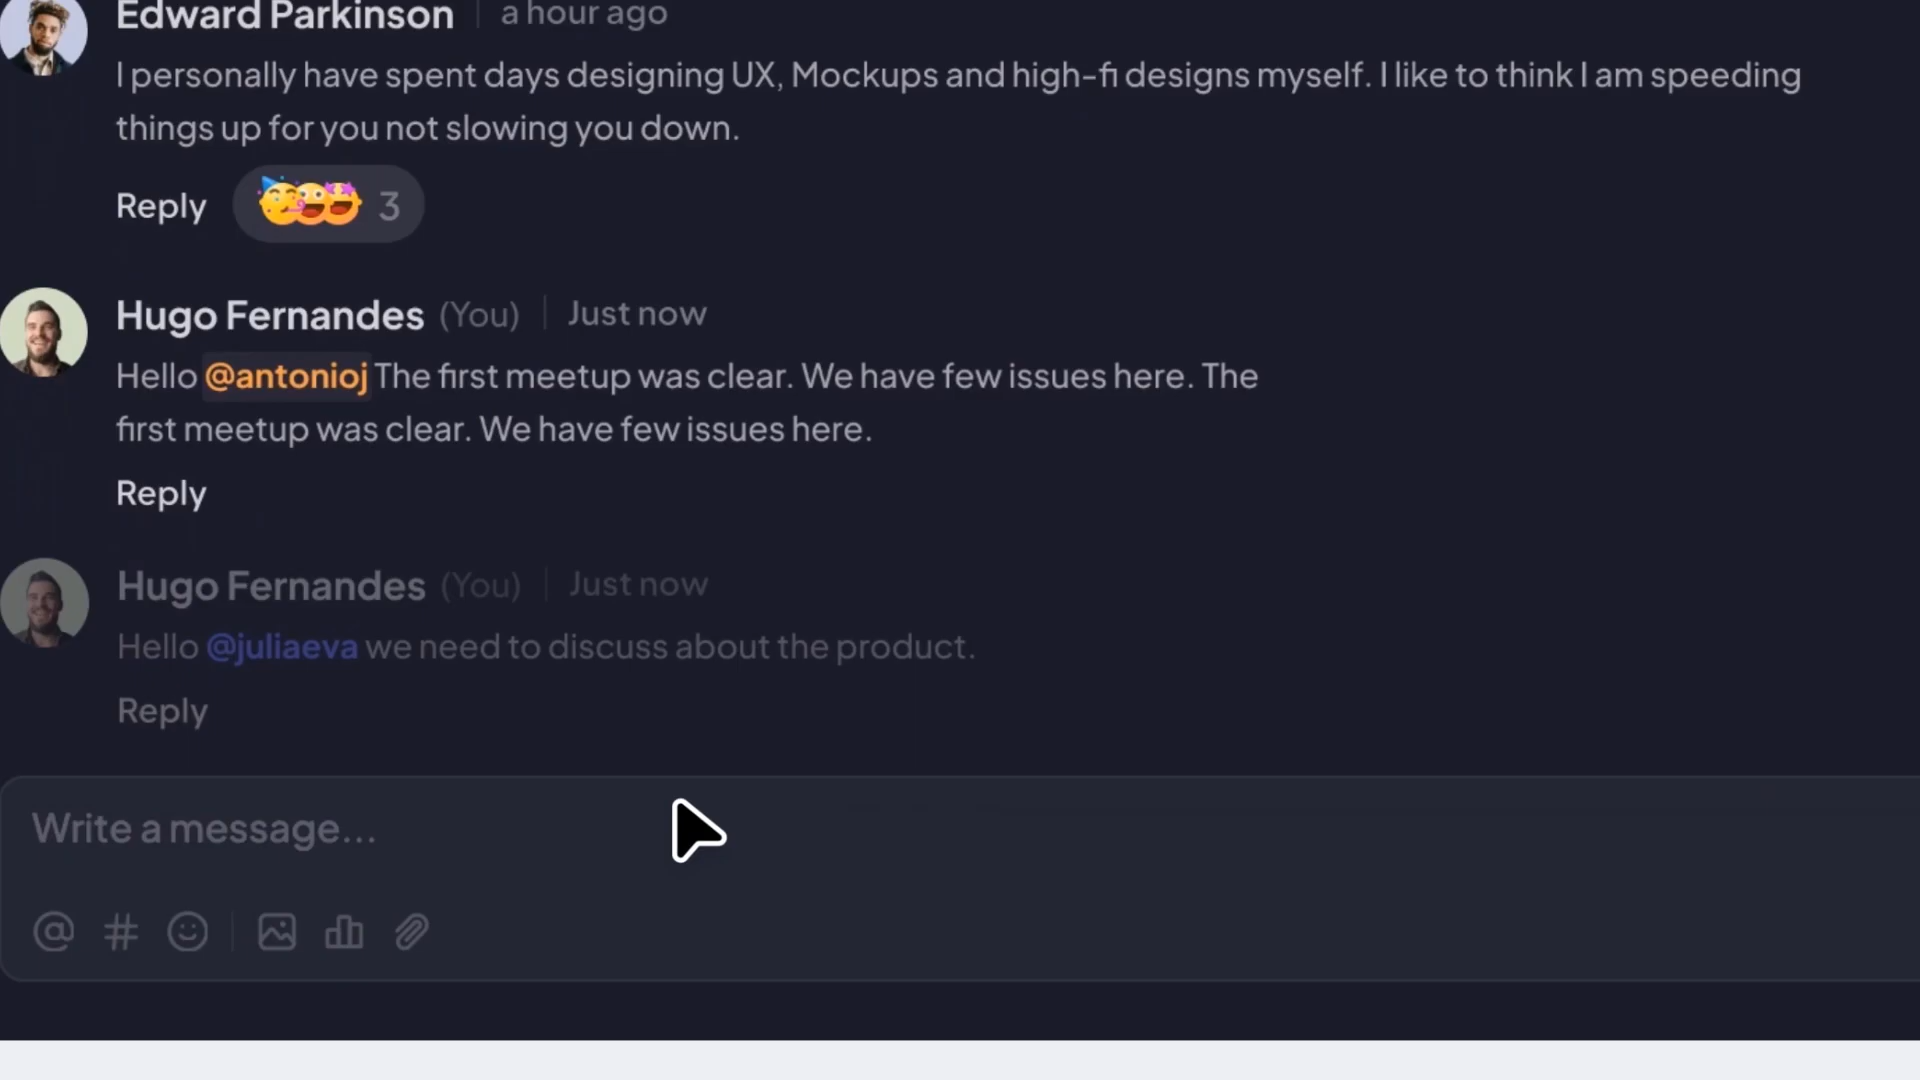 Edward Parkinson a hour ago
I personally have spent days designing UX, Mockups and high-fi designs myself. I like to think I am speeding
things up for you not slowing you down.
Reply 3
Hugo Fernandes (You) Just now
Hello @antonioj The first meetup was clear. We have few issues here. The
first meetup was clear. We have few issues here.
Reply
Hugo Fernandes (You) Just now
Hello @juliaeva we need to discuss about the product.
Reply
Write a message...